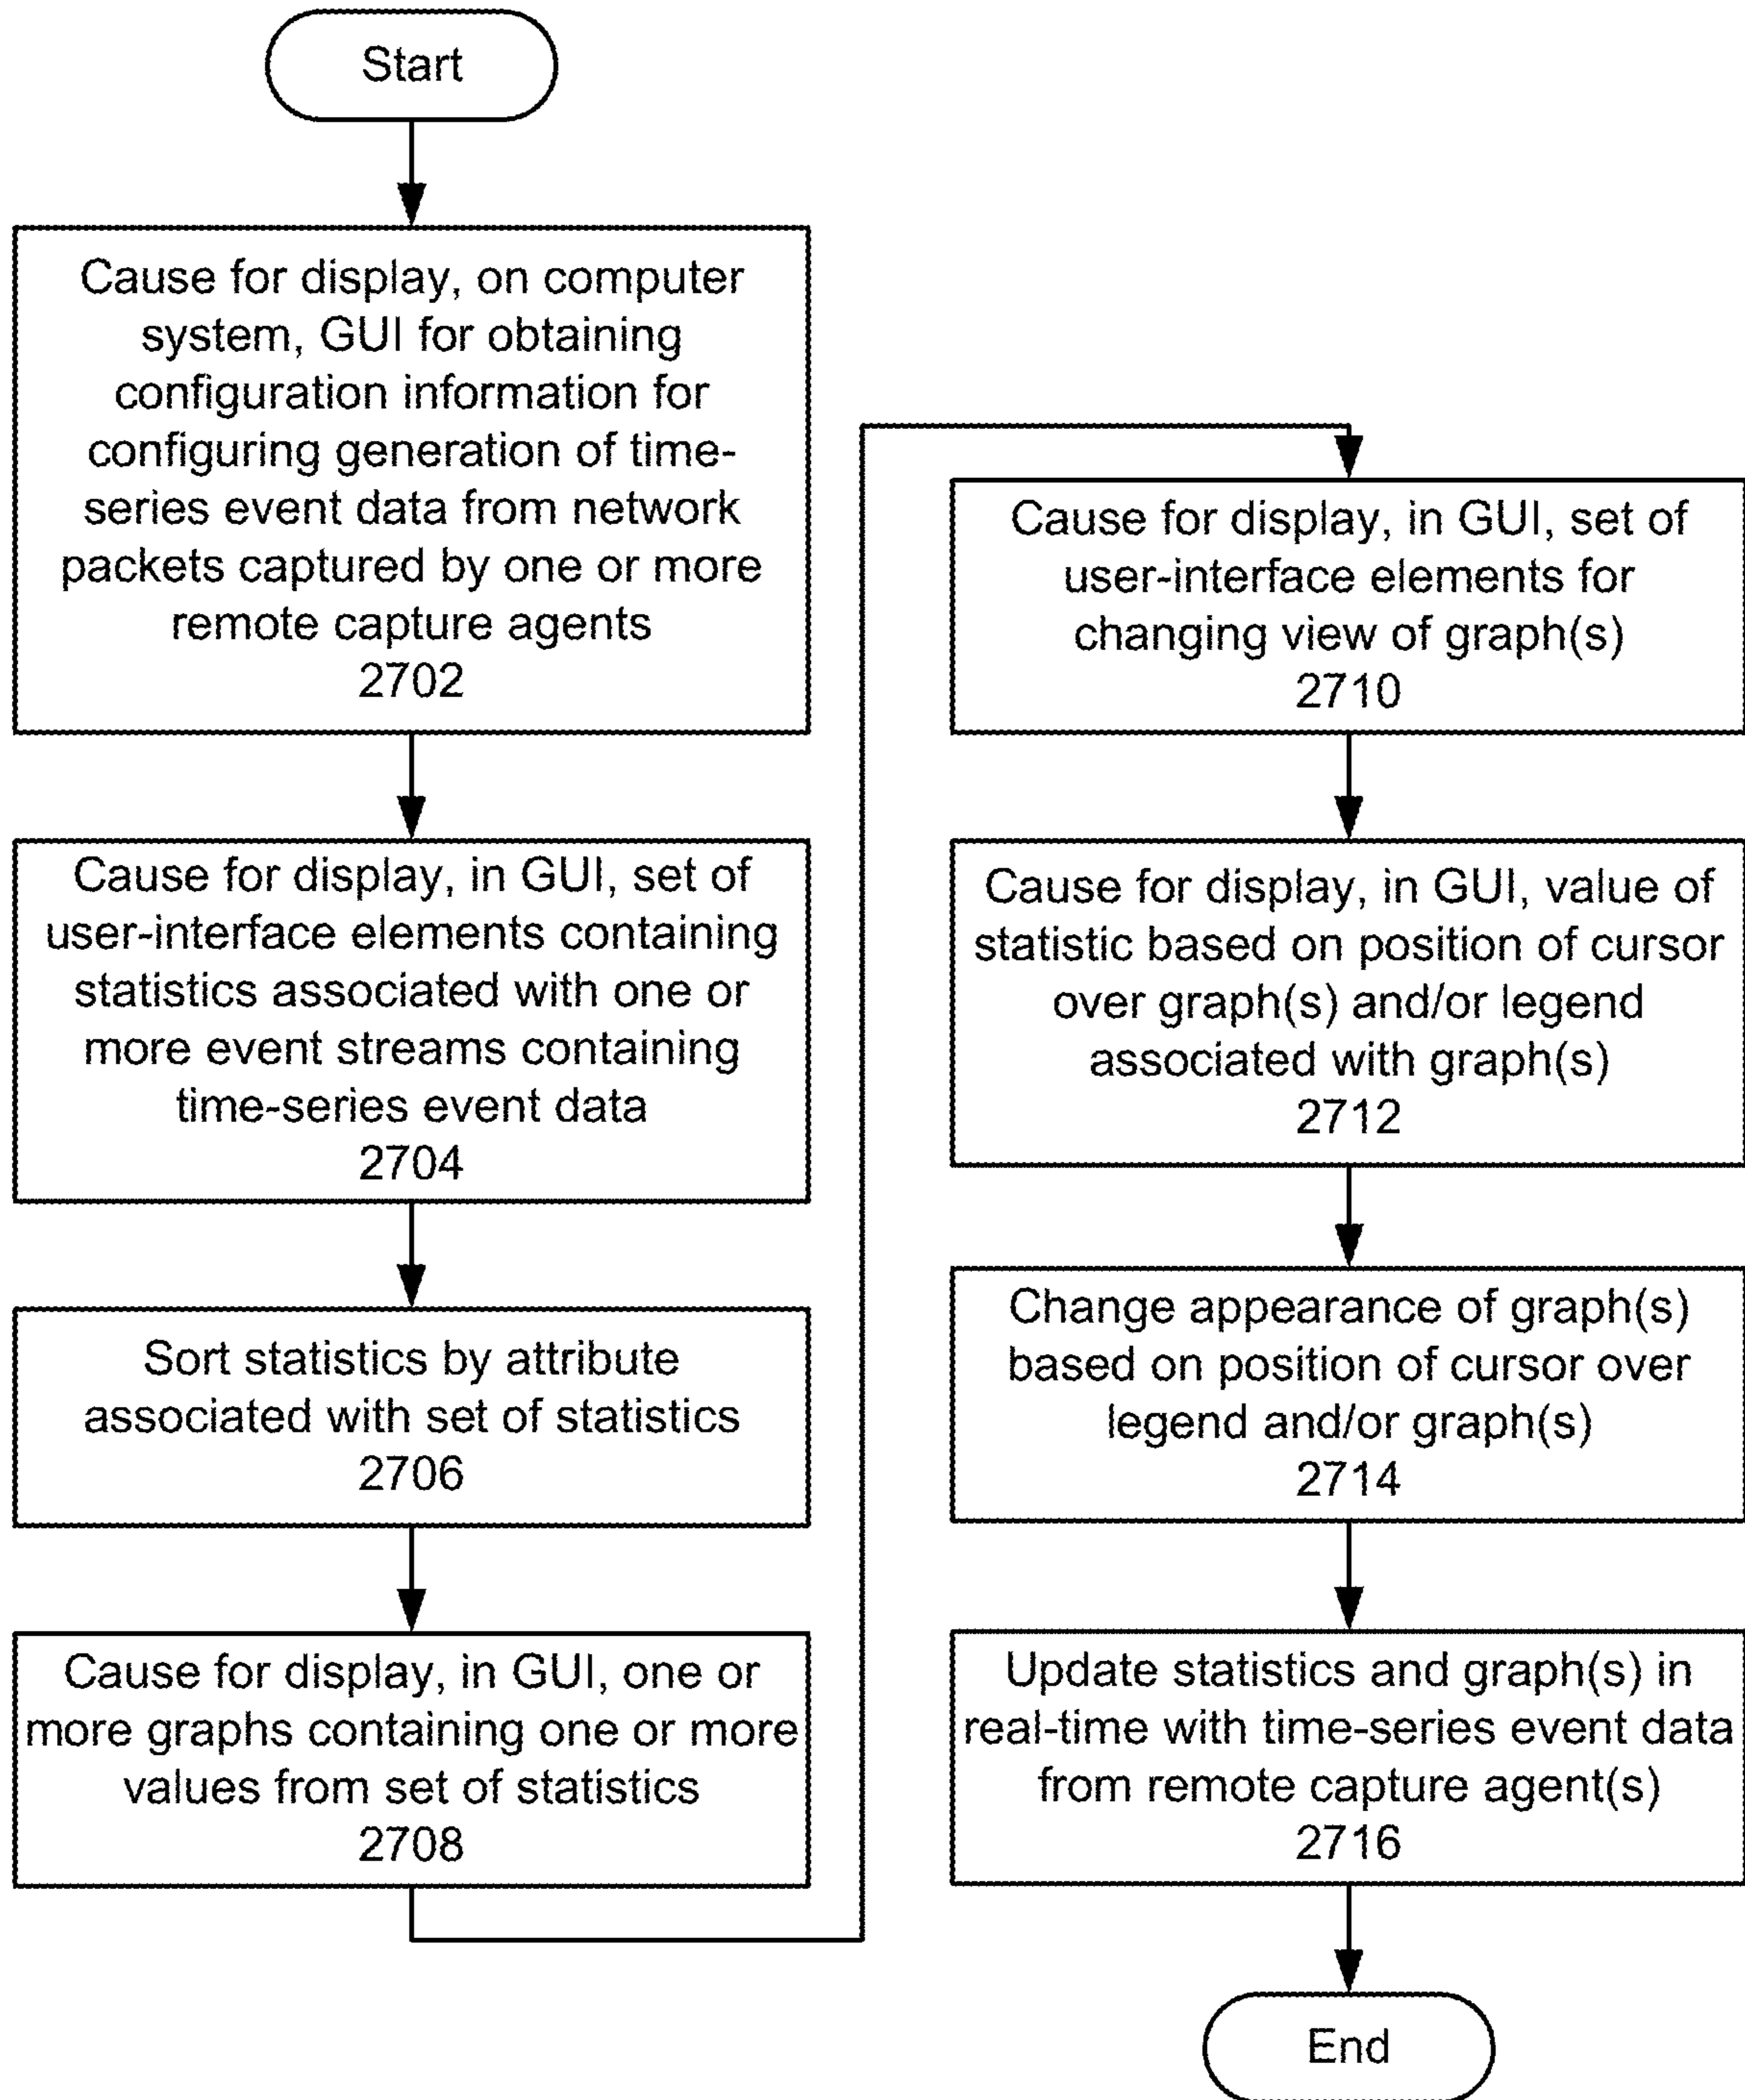 Start
Cause for display, on computer
system, GUI for obtaining
configuration information for
configuring generation of time-
series event data from network
packets captured by one or more
remote capture agents
2702
Cause for display, in GUI, set of
user-interface elements containing
statistics associated with one or
more event streams containing
time-series event data
2704
Sort statistics by attribute
associated with set of statistics
2706
Cause for display, in GUI, one or
more graphs containing one or more
values from set of statistics
2708
Cause for display, in GUI, set of
user-interface elements for
changing view of graph(s)
2710
Cause for display, in GUI, value of
statistic based on position of cursor
over graph(s) and/or legend
associated with graph(s)
2712
Change appearance of graph(s)
based on position of cursor over
legend and/or graph(s)
2714
Update statistics and graph(s) in
real-time with time-series event data
from remote capture agent(s)
2716
End